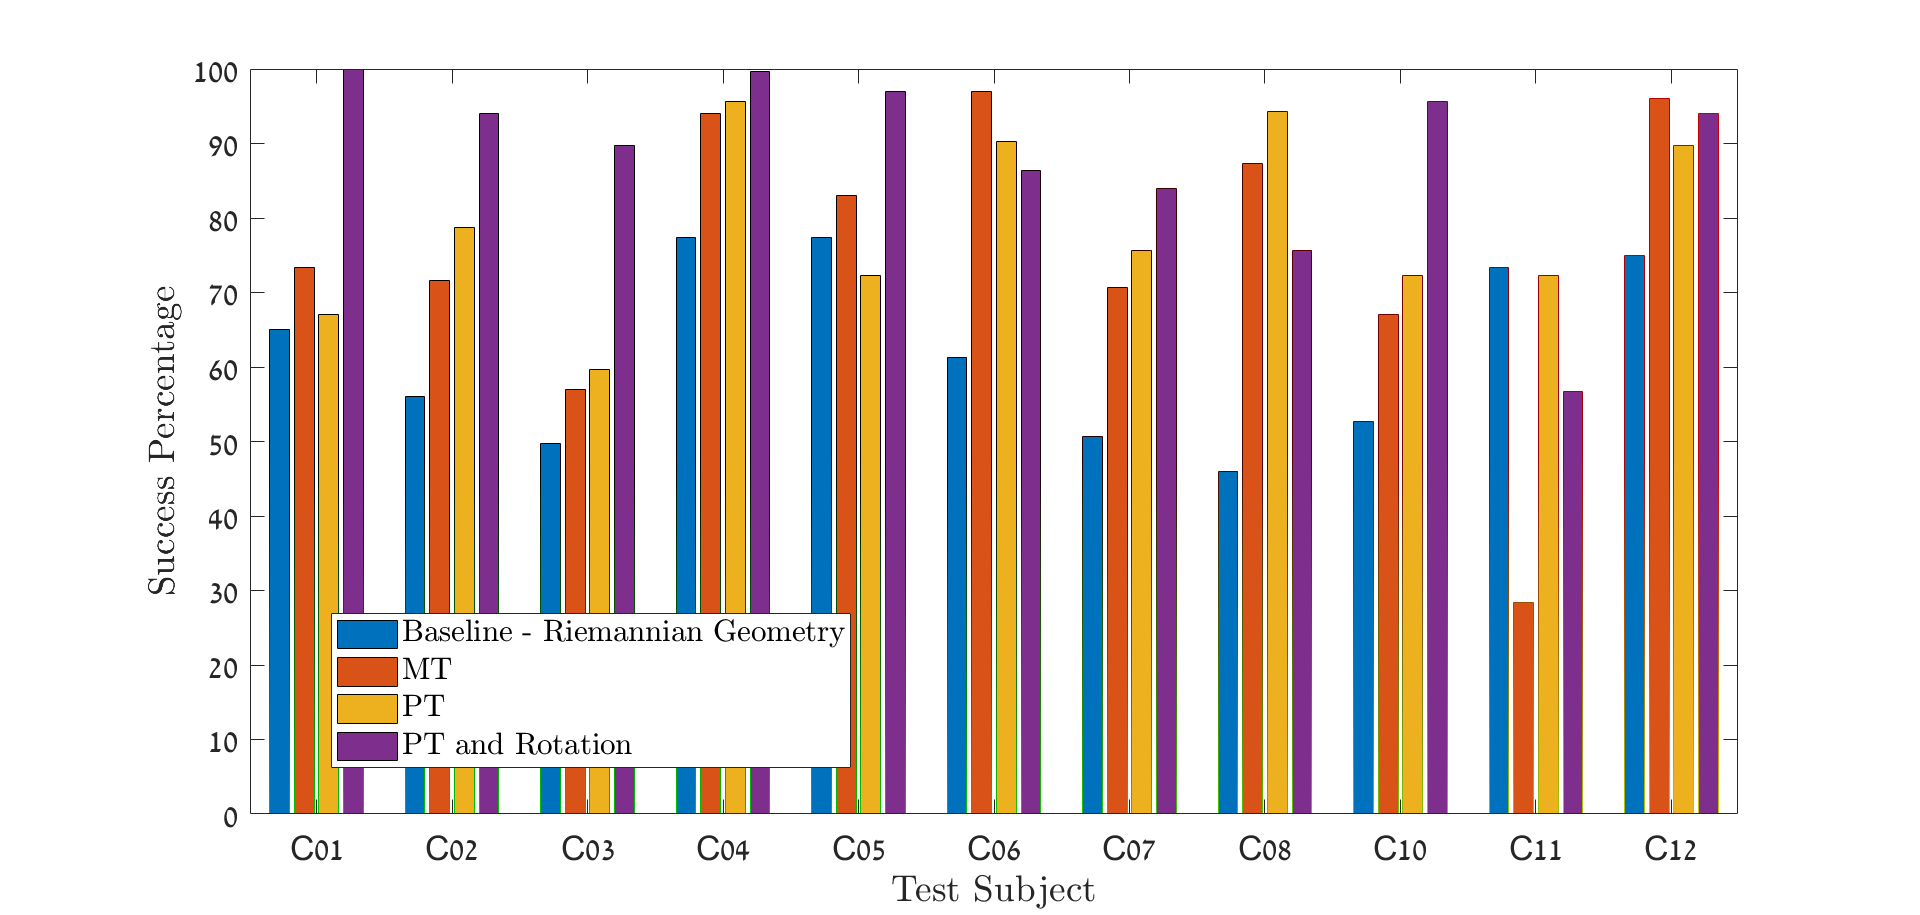 100
90
80
70
60
50
40
30
20
10
0
Success Percentage
Baseline - Riemannian Geometry
MT
PT
PT and Rotation
C01 C02 C03 C04 C05 C06 C07 C08 C10 C11 C12
Test Subject